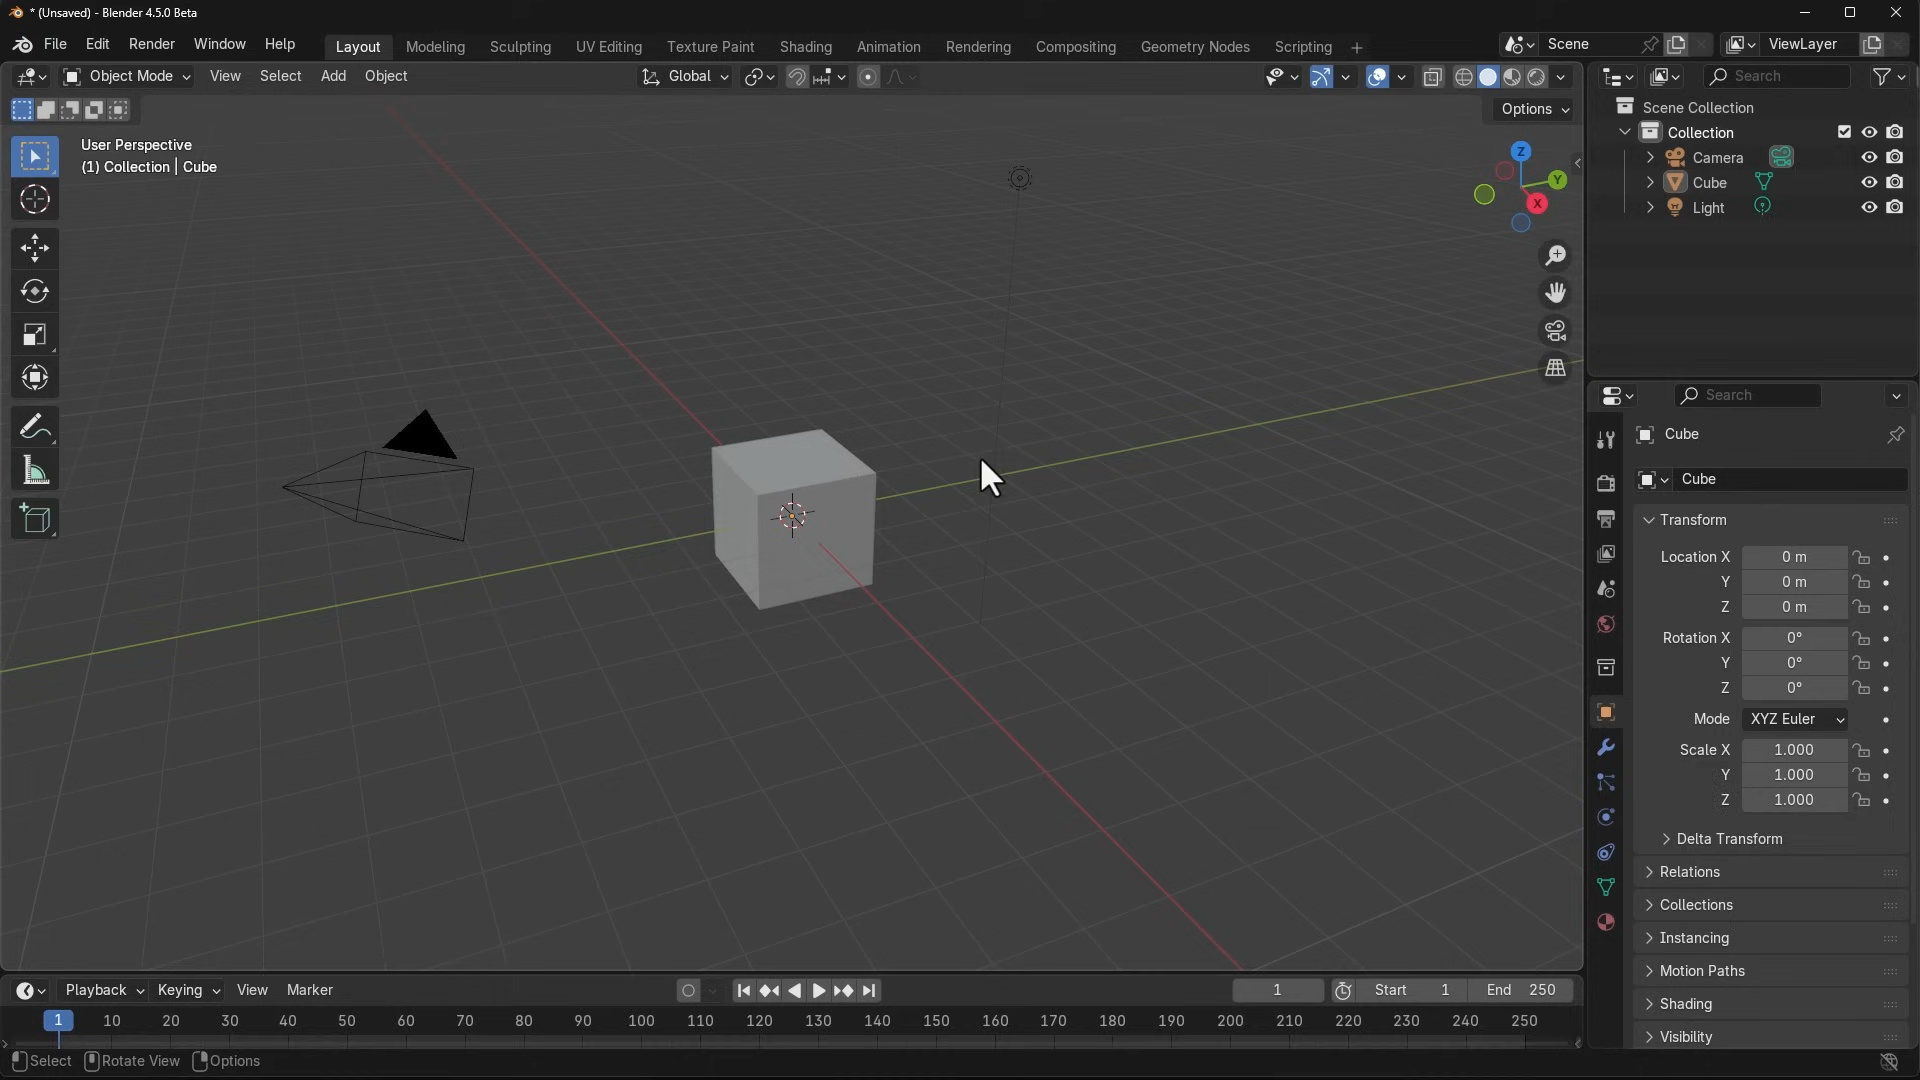 * (Unsaved) - Blender 4.5.0 Beta
File Edit Render Window Help Layout Modeling Sculpting UV Editing Texture Paint Shading Animation Rendering Compositing Geometry Nodes Scripting + Scene ViewLayer
Object Mode View Select Add Object Global Search
Options
User Perspective
(1) Collection | Cube
Z
Y
X
Scene Collection
Collection
Camera
Cube
Light
Search
Cube
Cube
Transform
Location X 0 m
Y 0 m
Z 0 m
Rotation X 0°
Y 0°
Z 0°
Mode XYZ Euler
Scale X 1.000
Y 1.000
Z 1.000
Delta Transform
Relations
Collections
Instancing
Motion Paths
Shading
Visibility
Playback Keying View Marker 1 Start 1 End 250
1 10 20 30 40 50 60 70 80 90 100 110 120 130 140 150 160 170 180 190 200 210 220 230 240 250
Select Rotate View Options